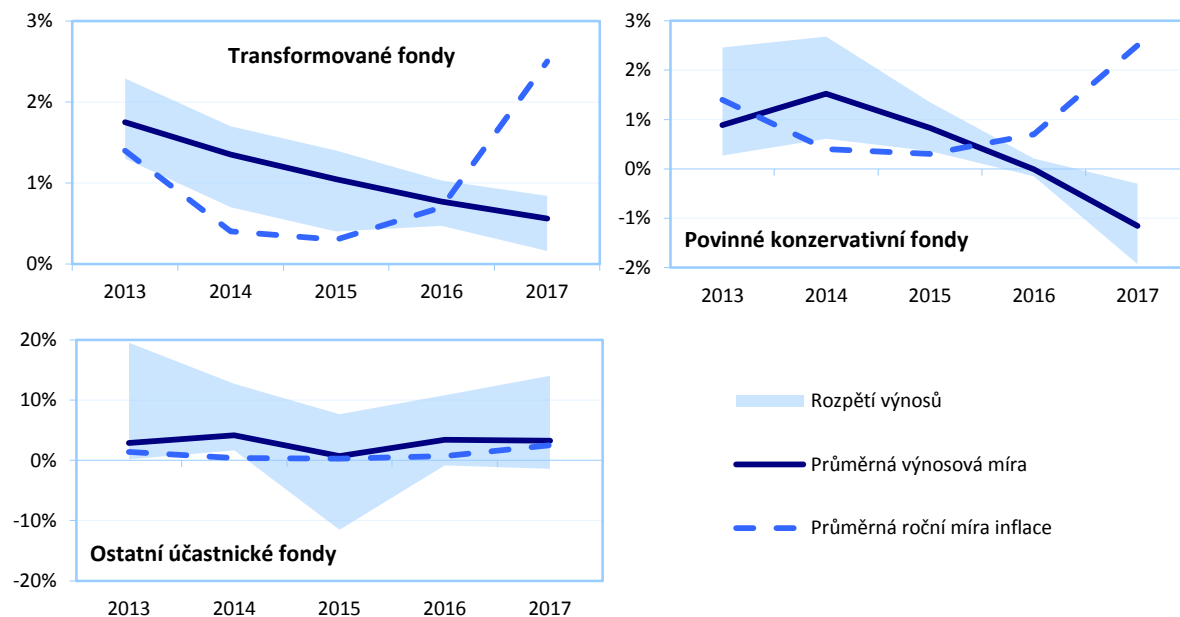 3%
Transformované fondy
2%
1%
0%
2013 2014 2015 2016 2017
3%
2%
1%
0%
-1%
Povinné konzervativní fondy
-2%
2013 2014 2015 2016 2017
20%
10%
0%
-10%
Ostatní účastnické fondy
-20%
2013 2014 2015 2016 2017
Rozpětí výnosů
Průměrná výnosová míra
Průměrná roční míra inflace